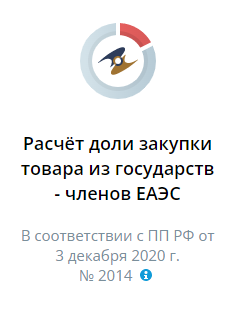 Расчёт доли закупки
товара из государств
- членов ЕАЭС
В соответствии с ПП РФ от
3 декабря 2020 г.
№ 2014